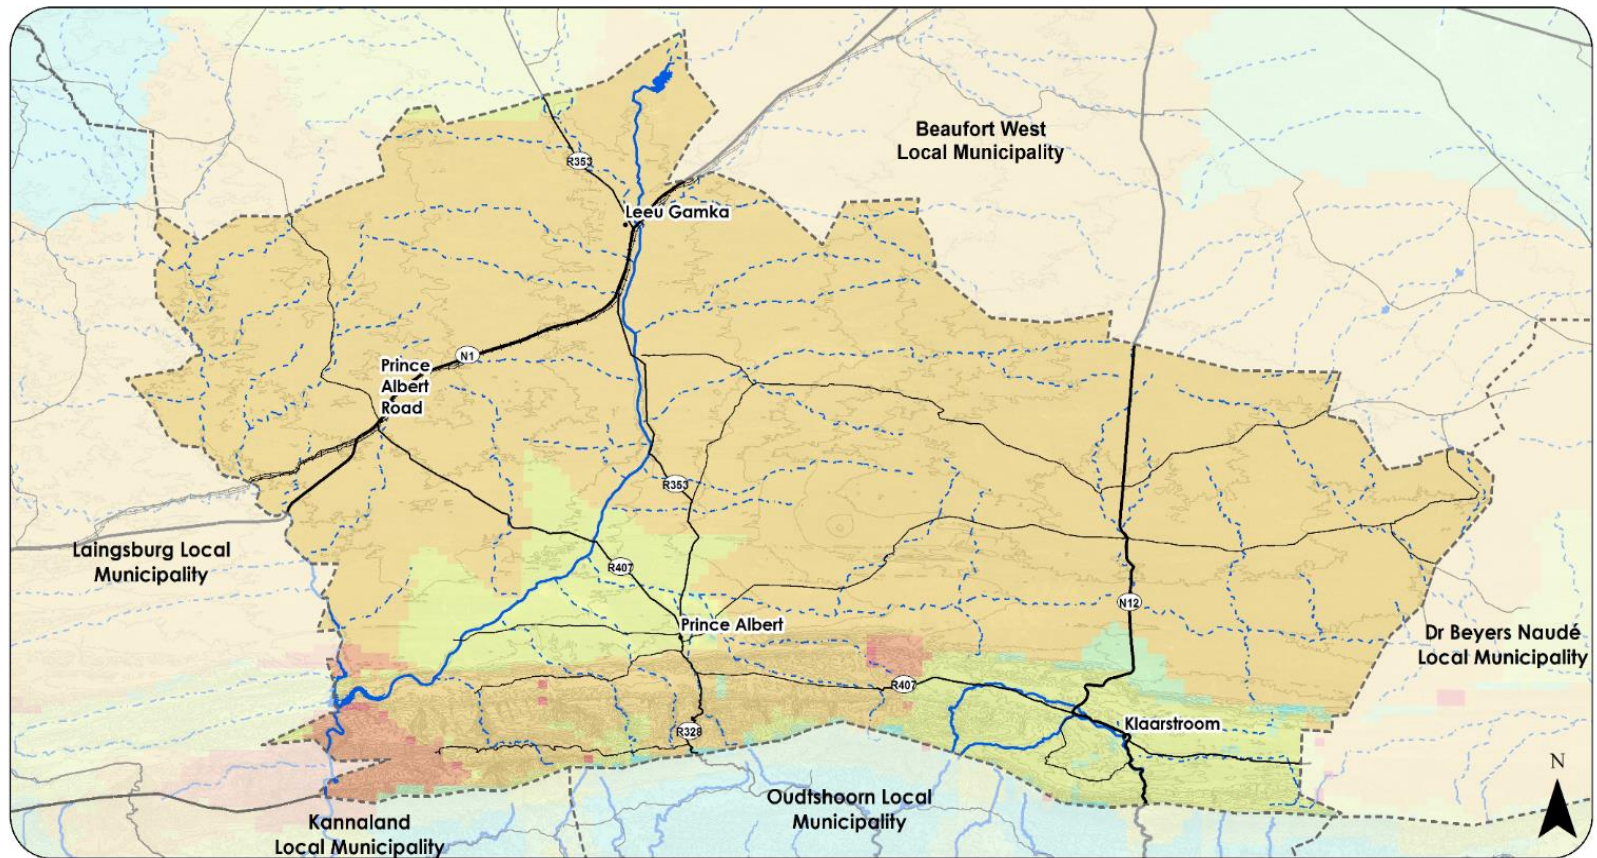 Beaufort West
Local Municipality
R353
Leeu Gamka
N1
Prince
Albert
Road
R353
Laingsburg Local
Municipality
R407
N12
Prince Albert
Dr Beyers Naudé
Local Municipality
R407
Klaarstroom
R328
N
Oudtshoorn Local
Municipality
Kannaland
Local Municipality